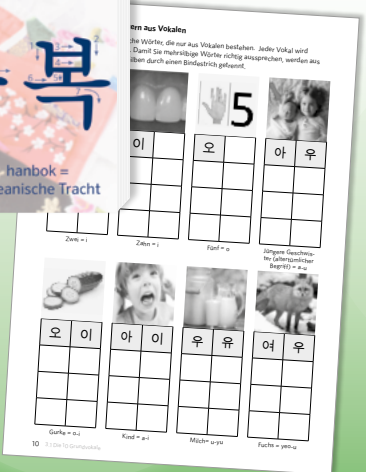 ern aus Vokalen
che Wörter, die nur aus Vokalen bestehen. Jeder Vokal wird
. Damit Sie mehrsilbige Wörter richtig aussprechen, werden aus
iben durch einen Bindestrich getrennt.
복
hanbok =
eanische Tracht
5
이
오
아 우
Zwei = i
Zahn = i
Fünf = o
Jüngere Geschwis-
ter (altertümlicher
Begriff) = a-u
오 이
아 이
우 유
여 우
Gurke = o-i
Kind = a-i
Milch= u-yu
Fuchs = yeo-u
10